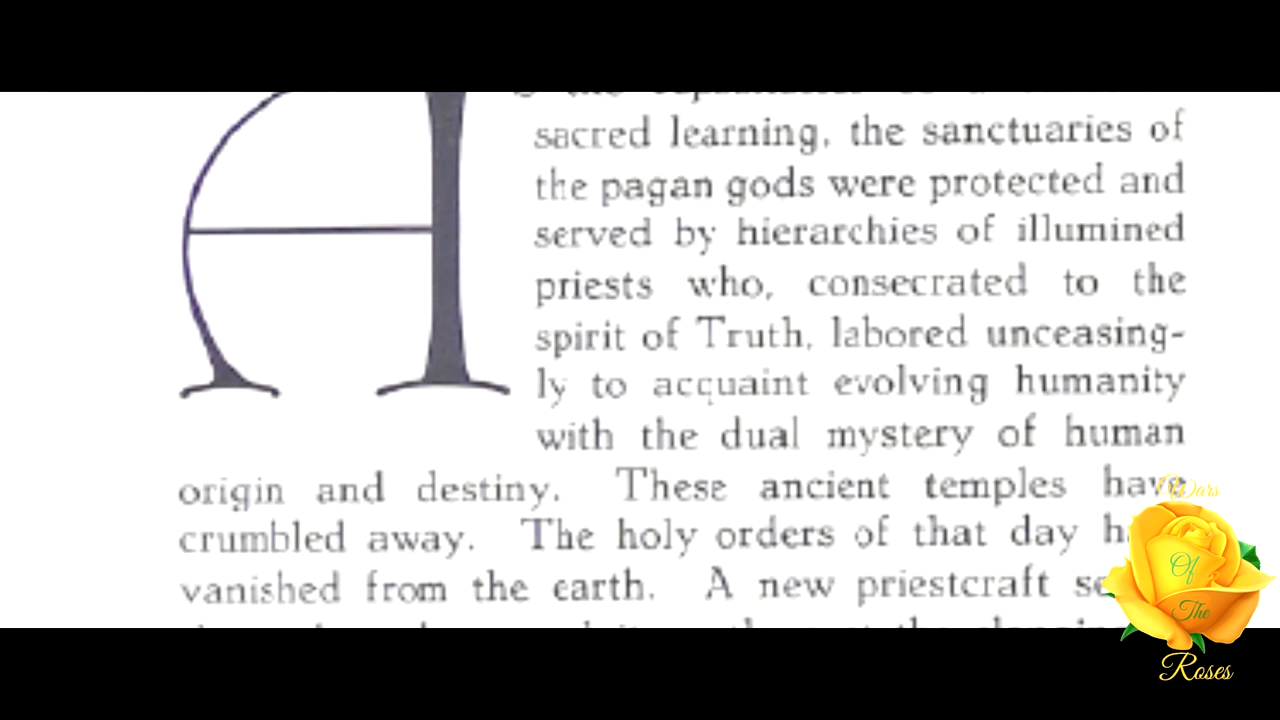 A
sacred learning, the sanctuaries of
the pagan gods were protected and
served by hierarchies of illumined
priests who, consecrated to the
spirit of Truth, labored unceasing-
ly to acquaint evolving humanity
with the dual mystery of human
origin and destiny. These ancient temples have
crumbled away. The holy orders of that day
vanished from the earth. A new priestcraft
Wars
Of
The
Roses